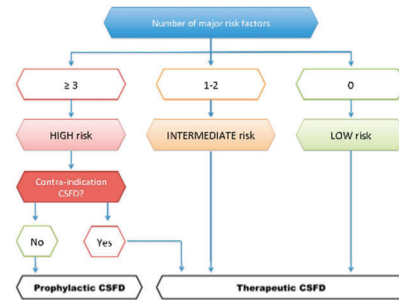 Number of major risk factors
≥ 3
1-2
0
HIGH risk
INTERMEDIATE risk
LOW risk
Contra-indication
CSFD?
No
Yes
Prophylactic CSFD
Therapeutic CSFD